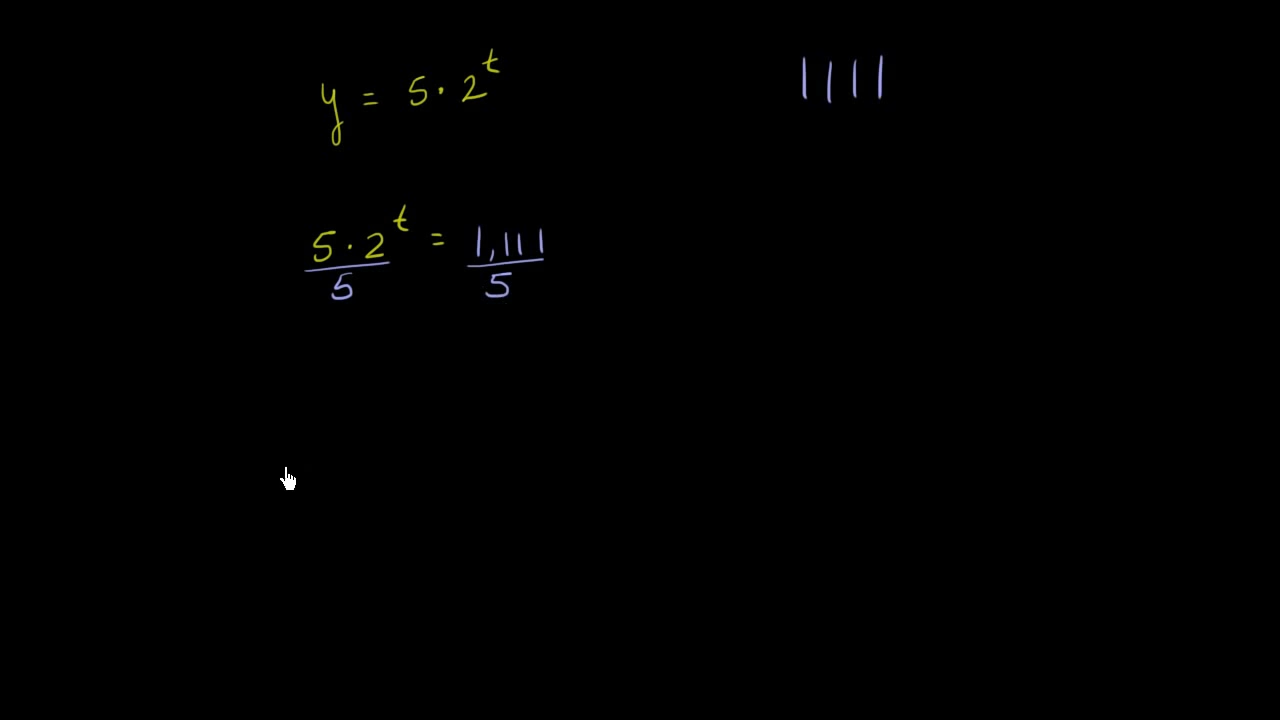 y = 5 · 2^t
1111
5 · 2^t = 1,111
5 5